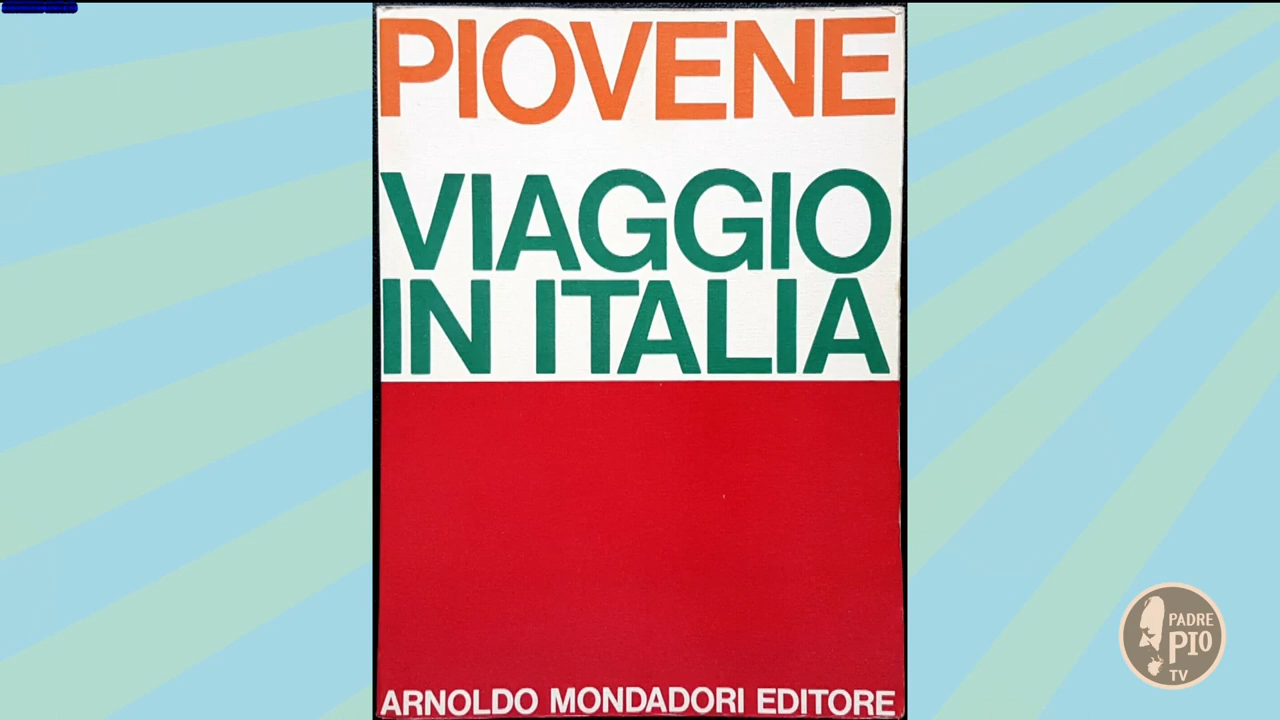 PIOVENE
VIAGGIO
IN ITALIA
ARNOLDO MONDADORI EDITORE
PADRE
PIO
TV